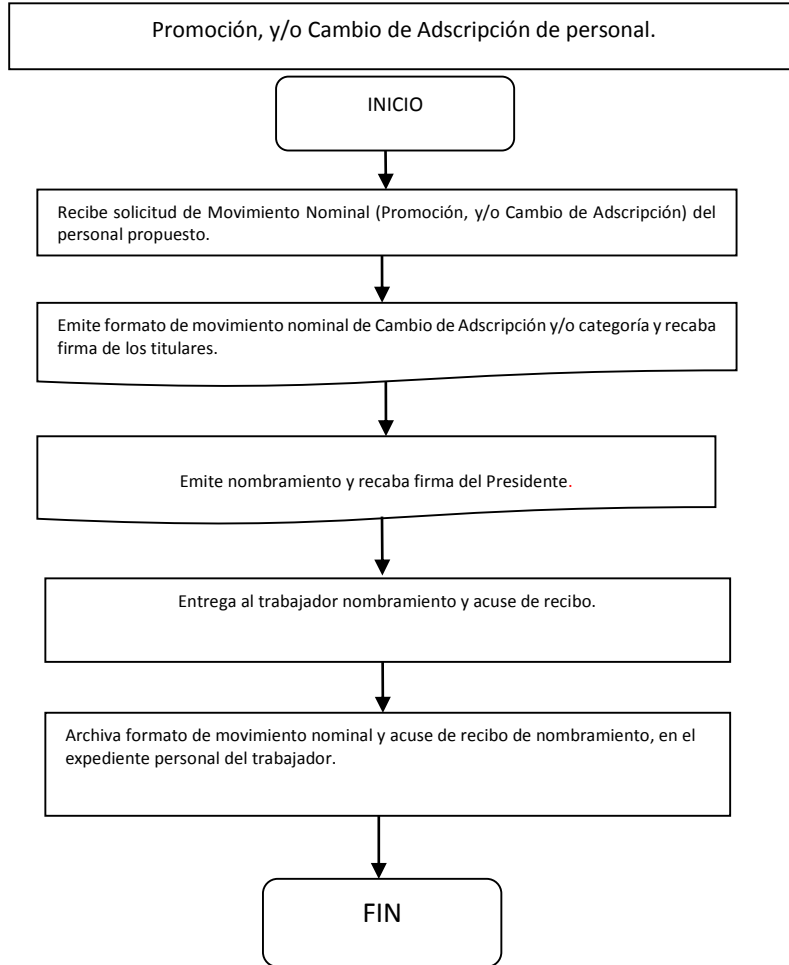 Promoción, y/o Cambio de Adscripción de personal.
INICIO
Recibe solicitud de Movimiento Nominal (Promoción, y/o Cambio de Adscripción) del
personal propuesto.
Emite formato de movimiento nominal de Cambio de Adscripción y/o categoría y recaba
firma de los titulares.
Emite nombramiento y recaba firma del Presidente.
Entrega al trabajador nombramiento y acuse de recibo.
Archiva formato de movimiento nominal y acuse de recibo de nombramiento, en el
expediente personal del trabajador.
FIN